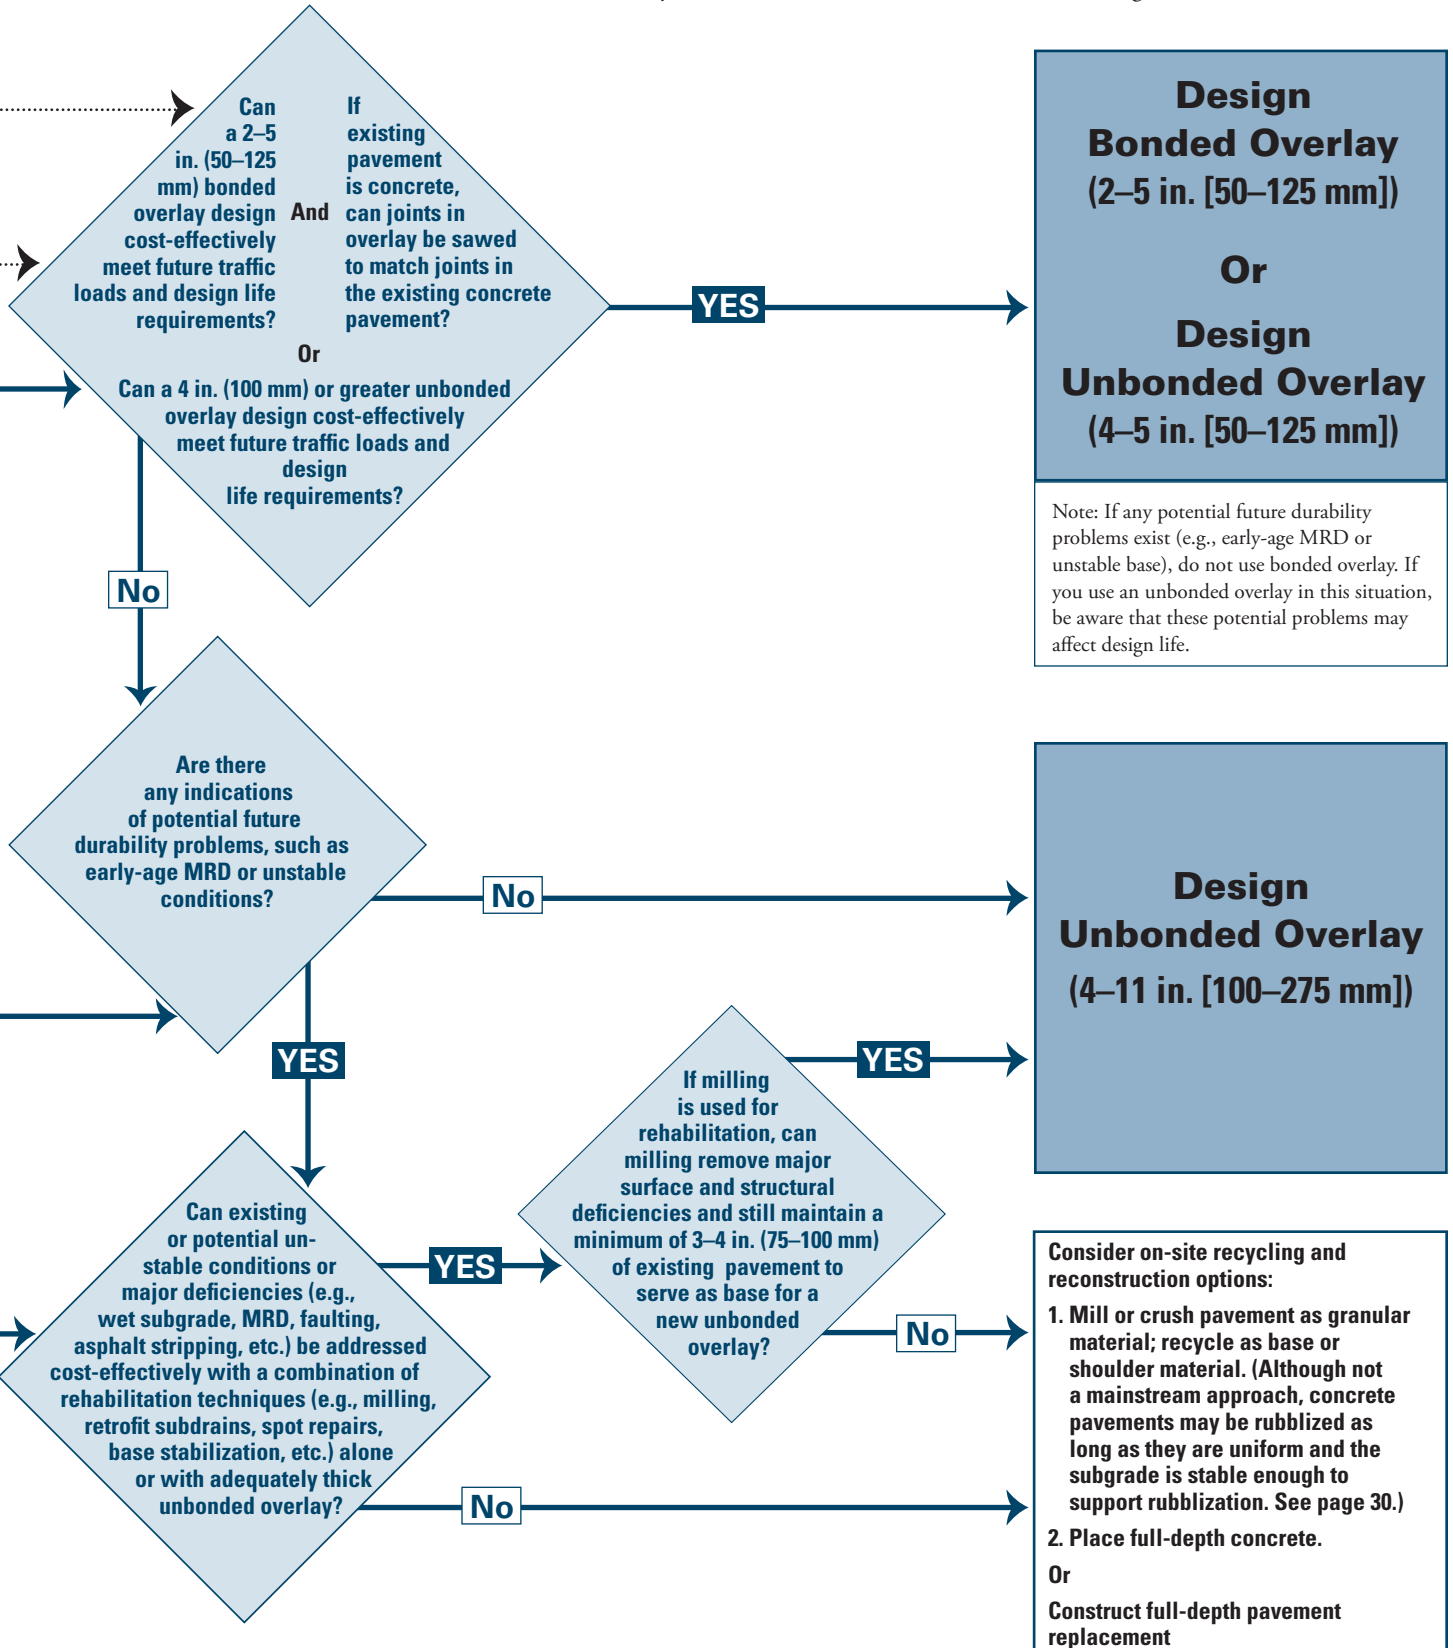 Can
a 2–5
in. (50–125
mm) bonded
overlay design
cost-effectively
meet future traffic
loads and design life
requirements?
And
If
existing
pavement
is concrete,
can joints in
overlay be sawed
to match joints in
the existing concrete
pavement?
Or
Can a 4 in. (100 mm) or greater unbonded
overlay design cost-effectively
meet future traffic loads and
design
life requirements?
YES
Design
Bonded Overlay
(2–5 in. [50–125 mm])
Or
Design
Unbonded Overlay
(4–5 in. [50–125 mm])
Note: If any potential future durability
problems exist (e.g., early-age MRD or
unstable base), do not use bonded overlay. If
you use an unbonded overlay in this situation,
be aware that these potential problems may
affect design life.
No
Are there
any indications
of potential future
durability problems, such as
early-age MRD or unstable
conditions?
No
Design
Unbonded Overlay
(4–11 in. [100–275 mm])
YES
Can existing
or potential un-
stable conditions or
major deficiencies (e.g.,
wet subgrade, MRD, faulting,
asphalt stripping, etc.) be addressed
cost-effectively with a combination of
rehabilitation techniques (e.g., milling,
retrofit subdrains, spot repairs,
base stabilization, etc.) alone
or with adequately thick
unbonded overlay?
YES
If milling
is used for
rehabilitation, can
milling remove major
surface and structural
deficiencies and still maintain a
minimum of 3–4 in. (75–100 mm)
of existing pavement to
serve as base for a
new unbonded
overlay?
YES
No
No
Consider on-site recycling and
reconstruction options:
1. Mill or crush pavement as granular
material; recycle as base or
shoulder material. (Although not
a mainstream approach, concrete
pavements may be rubblized as
long as they are uniform and the
subgrade is stable enough to
support rubblization. See page 30.)
2. Place full-depth concrete.
Or
Construct full-depth pavement
replacement